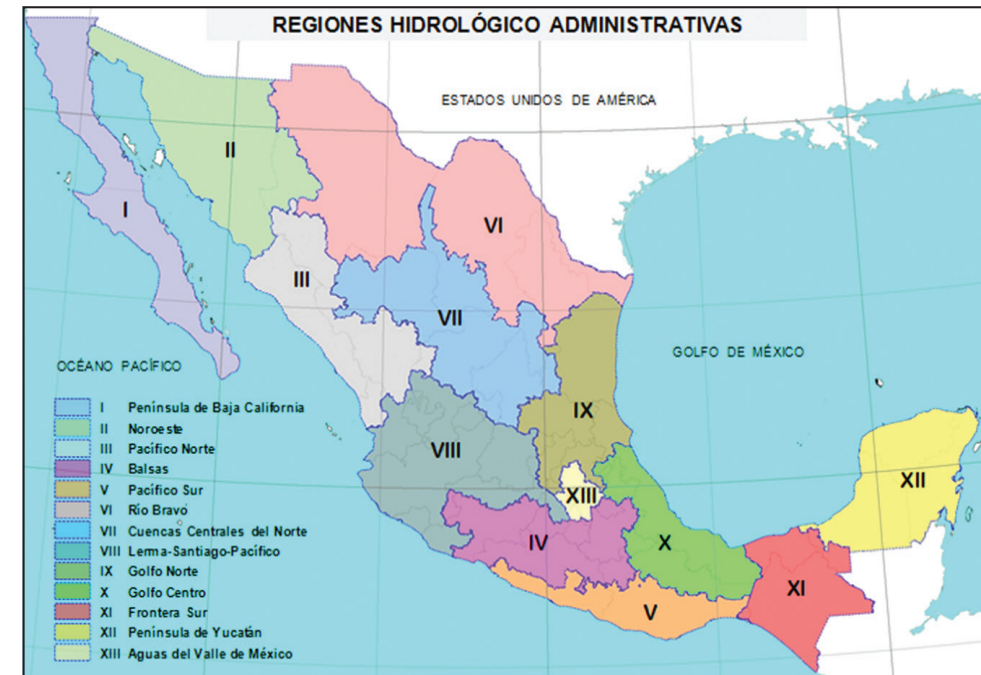 REGIONES HIDROLÓGICO ADMINISTRATIVAS
ESTADOS UNIDOS DE AMÉRICA
II
I
VI
III
VII
GOLFO DE MÉXICO
OCÉANO PACÍFICO
IX
VIII
XII
XIII
IV
X
XI
V
I Península de Baja California
II Noroeste
III Pacífico Norte
IV Balsas
V Pacífico Sur
VI Río Bravo
VII Cuencas Centrales del Norte
VIII Lerma-Santiago-Pacífico
IX Golfo Norte
X Golfo Centro
XI Frontera Sur
XII Península de Yucatán
XIII Aguas del Valle de México